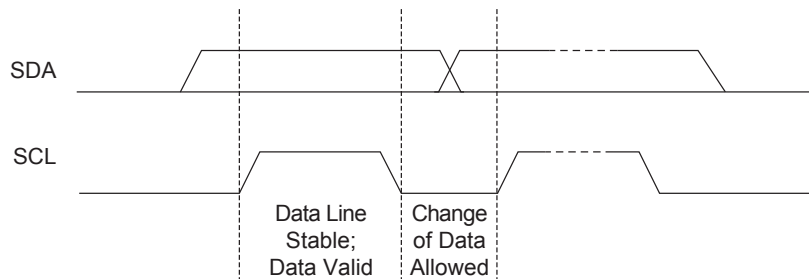 SDA
SCL
Data Line
Stable;
Data Valid
Change
of Data
Allowed